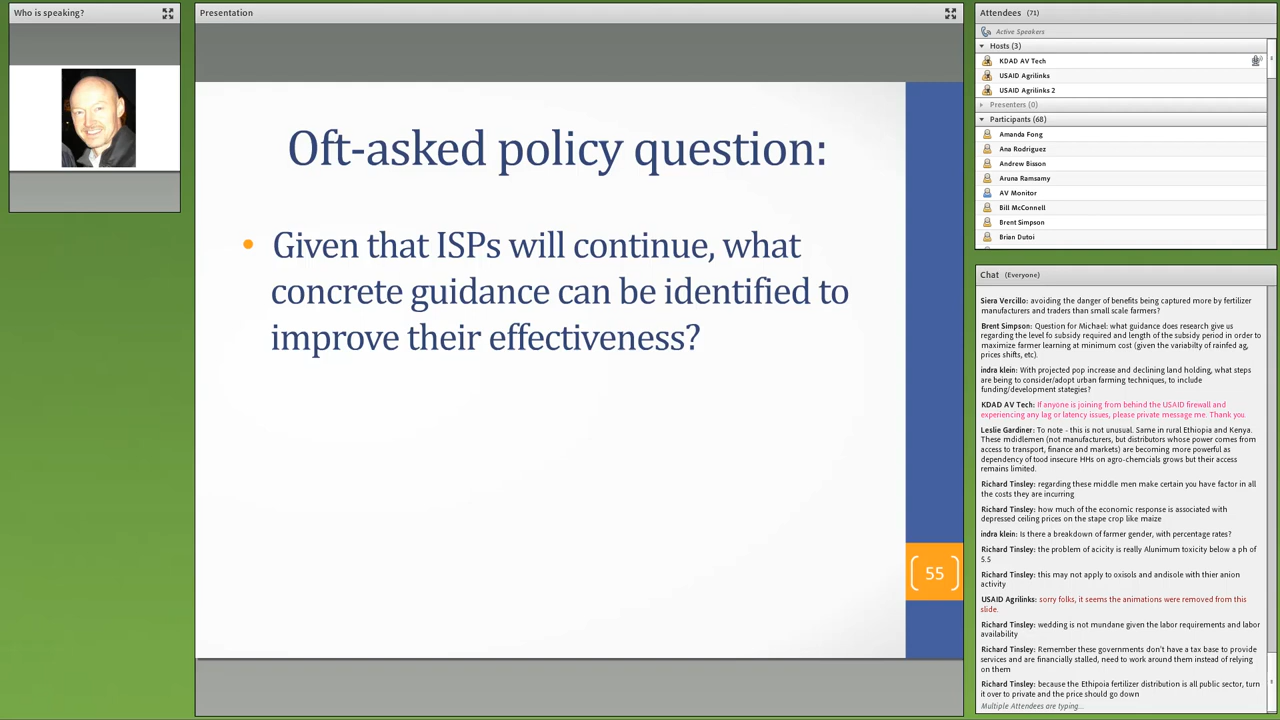 Who is speaking?
Presentation
Oft-asked policy question:
• Given that ISPs will continue, what
concrete guidance can be identified to
improve their effectiveness?
55
Attendees (71)
Active Speakers
Hosts (3)
KDAD AV Tech
USAID Agrilinks
USAID Agrilinks 2
Presenters (0)
Participants (68)
Amanda Fong
Ana Rodriguez
Andrew Bisson
Aruna Ramsamy
AV Monitor
Bill McConnell
Brent Simpson
Brian Dutoi
Chat (Everyone)
Siera Vercillo: avoiding the danger of benefits being captured more by fertilizer
manufacturers and traders than small scale farmers?
Brent Simpson: Question for Michael: what guidance does research give us
regarding the level fo subsidy required and length of the subsidy period in order to
maximize farmer learning at minimum cost (given the variabilty of rainfed ag,
prices shifts, etc).
indra klein: With projected pop increase and declining land holding, what steps
are being to consider/adopt urban farming techniques, to include
funding/development stategies?
KDAD AV Tech: If anyone is joining from behind the USAID firewall and
experiencing any lag or latency issues, please private message me. Thank you.
Leslie Gardiner: To note - this is not unusual. Same in rural Ethiopia and Kenya.
These mdidlemen (not manufacturers, but distributors whose power comes from
access to transport, finance and markets) are becoming more powerful as
dependency of tood insecure HHs on agro-chemcials grows but their access
remains limited.
Richard Tinsley: regarding these middle men make certain you have factor in all
the costs they are incurring
Richard Tinsley: how much of the economic response is associated with
depressed ceiling prices on the stape crop like maize
indra klein: Is there a breakdown of farmer gender, with percentage rates?
Richard Tinsley: the problem of acicity is really Alunimum toxicity below a ph of
5.5
Richard Tinsley: this may not apply to oxisols and andisole with thier anion
activity
USAID Agrilinks: sorry folks, it seems the animations were removed from this
slide.
Richard Tinsley: wedding is not mundane given the labor requirements and labor
availability
Richard Tinsley: Remember these governments don't have a tax base to provide
services and are financially stalled, need to work around them instead of relying
on them
Richard Tinsley: because the Ethipoia fertilizer distribution is all public sector, turn
it over to private and the price should go down
Multiple Attendees are typing...